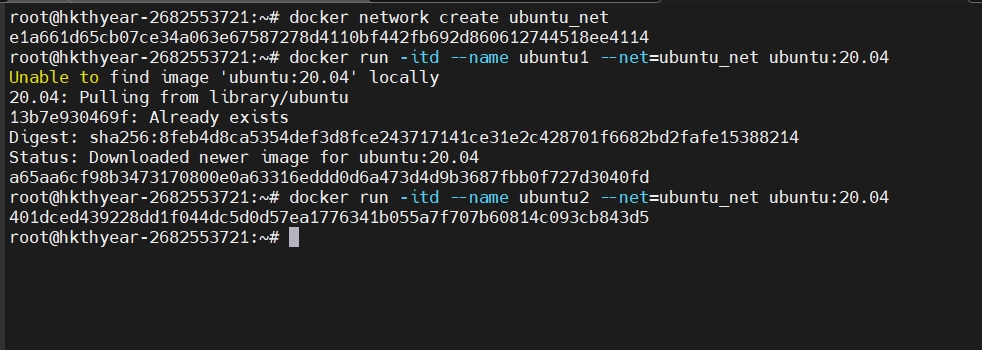 root@hkthyear-2682553721:~# docker network create ubuntu_net
e1a661d65cb07ce34a063e67587278d4110bf442fb692d860612744518ee4114
root@hkthyear-2682553721:~# docker run -itd --name ubuntu1 --net=ubuntu_net ubuntu:20.04
Unable to find image 'ubuntu:20.04' locally
20.04: Pulling from library/ubuntu
13b7e930469f: Already exists
Digest: sha256:8feb4d8ca5354def3d8fce243717141ce31e2c428701f6682bd2fafe15388214
Status: Downloaded newer image for ubuntu:20.04
a65aa6cf98b3473170800e0a63316eddd0d6a473d4d9b3687fbb0f727d3040fd
root@hkthyear-2682553721:~# docker run -itd --name ubuntu2 --net=ubuntu_net ubuntu:20.04
401dced439228dd1f044dc5d0d57ea1776341b055a7f707b60814c093cb843d5
root@hkthyear-2682553721:~#